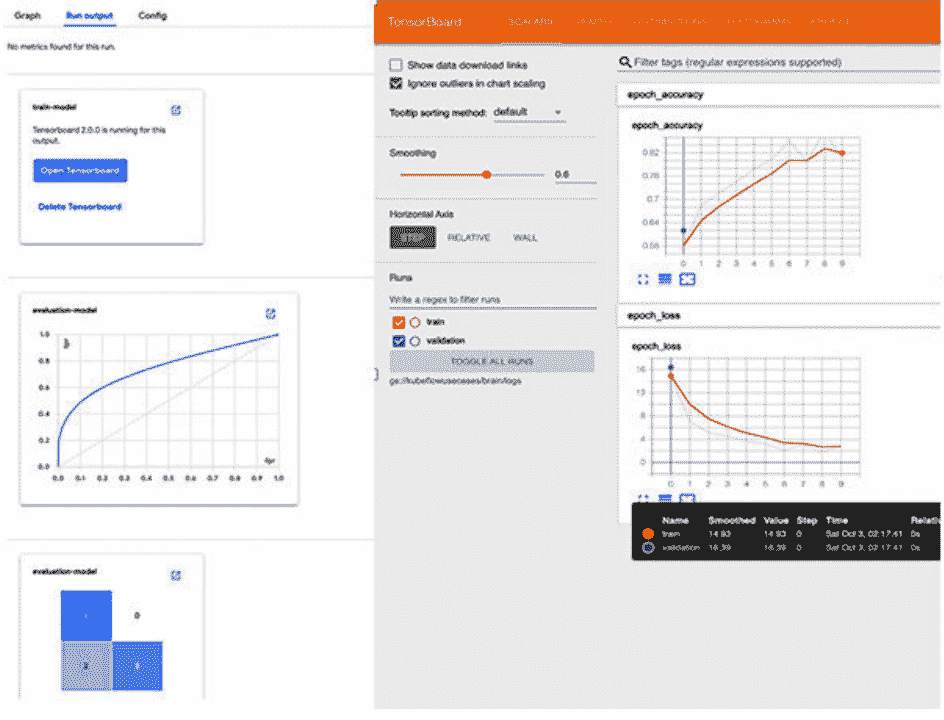 Graph Run output Config
No metrics found for this run.
train-model
Tensorboard 2.0.0 is running for this
output.
Open Tensorboard
Delete Tensorboard
evaluation-model
1.0
0.8
0.6
0.4
0.2
0.0
0.0 0.1 0.2 0.3 0.4 0.5 0.6 0.7 0.8 0.9 1.0
fpr
evaluation-model
0
TensorBoard SCALARS
Show data download links
Ignore outliers in chart scaling
Tooltip sorting method: default
Smoothing
0.6
Horizontal Axis
STEP RELATIVE WALL
Runs
Write a regex to filter runs
train
validation
TOGGLE ALL RUNS
gs://kubeflowusecases/brain/logs
Filter tags (regular expressions supported)
epoch_accuracy
epoch_accuracy
0.82
0.76
0.7
0.64
0.58
0 1 2 3 4 5 6 7 8 9
epoch_loss
epoch_loss
16
12
8
4
0
0 1 2 3 4 5 6 7 8 9
Name Smoothed Value Step Time
train 14.93 14.93 0 Sat Oct 3, 02:17:41 0s
validation 16.39 16.39 0 Sat Oct 3, 02:17:41 0s